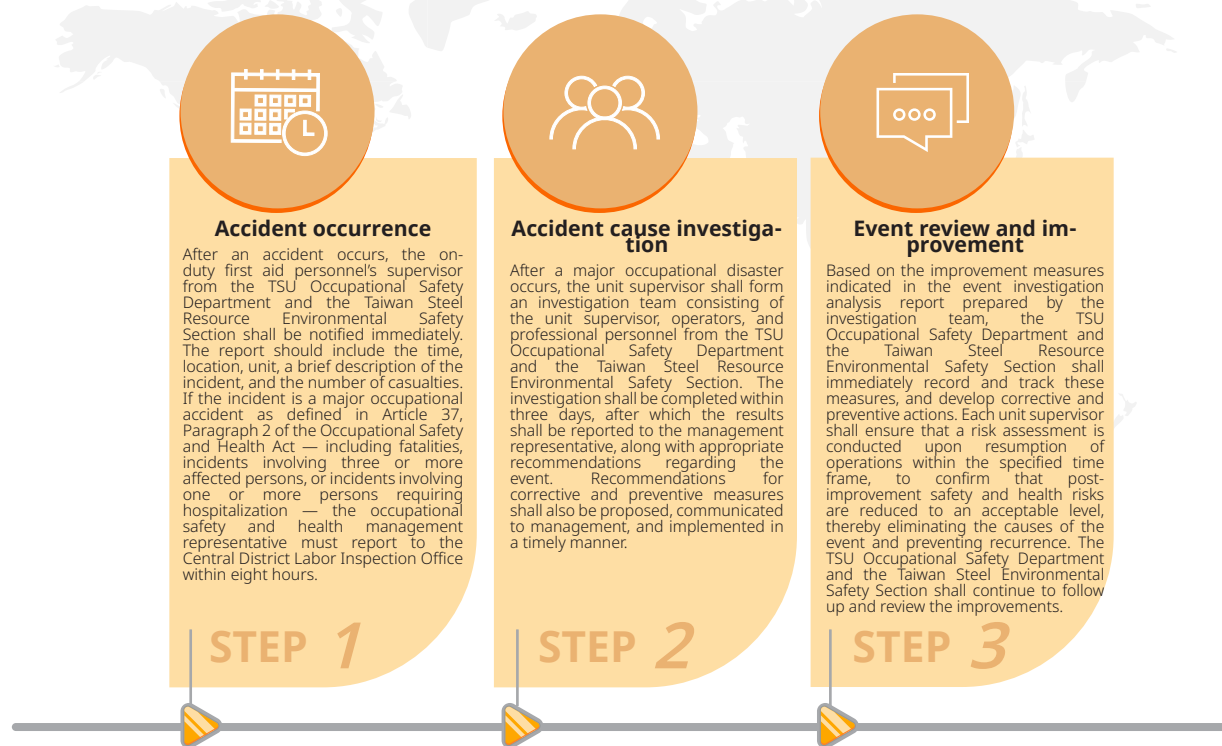 Accident occurrence
After an accident occurs, the on-
duty first aid personnel's supervisor
from the TSU Occupational Safety
Department and the Taiwan Steel
Resource Environmental Safety
Section shall be notified immediately.
The report should include the time,
location, unit, a brief description of the
incident, and the number of casualties.
If the incident is a major occupational
accident as defined in Article 37,
Paragraph 2 of the Occupational Safety
and Health Act — including fatalities,
incidents involving three or more
affected persons, or incidents involving
one or more persons requiring
hospitalization — the occupational
safety and health management
representative must report to the
Central District Labor Inspection Office
within eight hours.
STEP 1
Accident cause investiga-
tion
After a major occupational disaster
occurs, the unit supervisor shall form
an investigation team consisting of
the unit supervisor, operators, and
professional personnel from the TSU
Occupational Safety Department
and the Taiwan Steel Resource
Environmental Safety Section. The
investigation shall be completed within
three days, after which the results
shall be reported to the management
representative, along with appropriate
recommendations regarding the
event. Recommendations for
corrective and preventive measures
shall also be proposed, communicated
to management, and implemented in
a timely manner.
STEP 2
Event review and im-
provement
Based on the improvement measures
indicated in the event investigation
analysis report prepared by the
investigation team, the TSU
Occupational Safety Department and
the Taiwan Steel Resource
Environmental Safety Section shall
immediately record and track these
measures, and develop corrective and
preventive actions. Each unit supervisor
shall ensure that a risk assessment is
conducted upon resumption of
operations within the specified time
frame, to confirm that post-
improvement safety and health risks
are reduced to an acceptable level,
thereby eliminating the causes of the
event and preventing recurrence. The
TSU Occupational Safety Department
and the Taiwan Steel Environmental
Safety Section shall continue to follow
up and review the improvements.
STEP 3